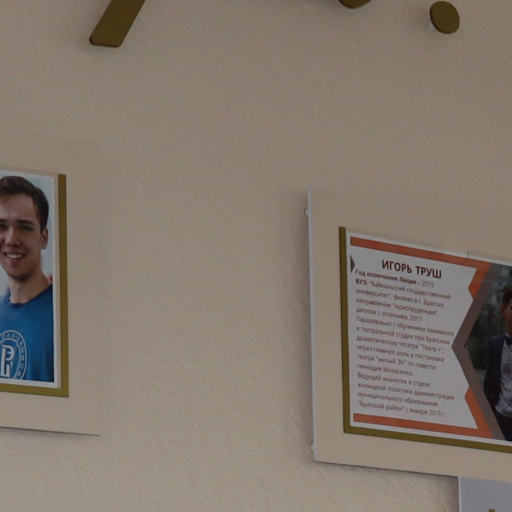 ИГОРЬ ТРУШ
Год окончания Лицея - 2015
ВУЗ: "Байкальский государственный
университет", филиал в г. Братске,
направление "юриспруденция"
диплом с отличием, 2017
Параллельно с обучением занимался
в театральной студии при Братском
драматическом тетатре "Театр +",
играл главную роль в постановке
театра "милый Эп" по повести
геннадия Михасенко.
Ведущий аналитик в отделе
жилищной политики администрации
муниципального образования
"Братский район" с января 2019 г.